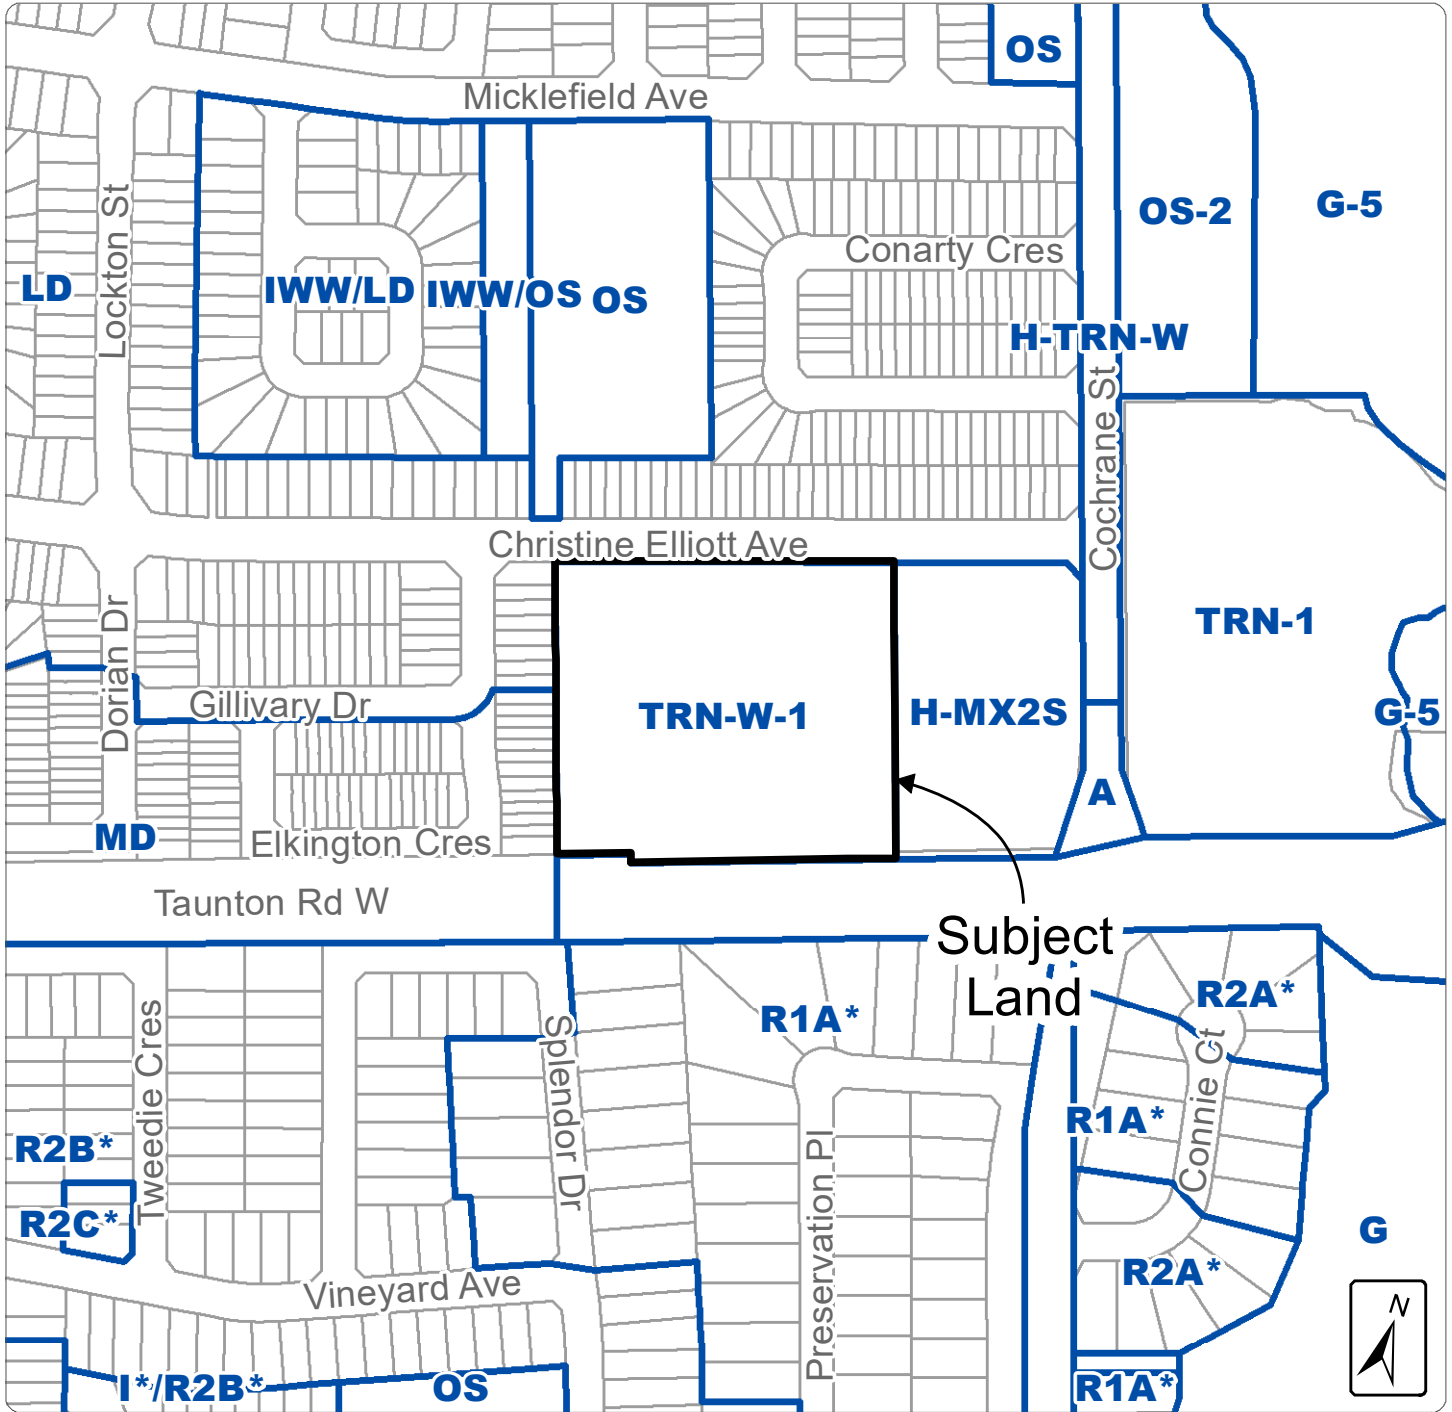 OS
Micklefield Ave
OS-2
G-5
Lockton St
Conarty Cres
LD
IWW/LD
IWW/OS
OS
H-TRN-W
Cochrane St
Christine Elliott Ave
TRN-1
Dorian Dr
Gillivary Dr
TRN-W-1
H-MX2S
G-5
A
MD
Elkington Cres
Taunton Rd W
Subject
Land
R2A*
R1A*
Tweedie Cres
Splendor Dr
Connie Ct
R1A*
R2B*
Preservation Pl
R2C*
G
R2A*
Vineyard Ave
N
I*/R2B*
OS
R1A*